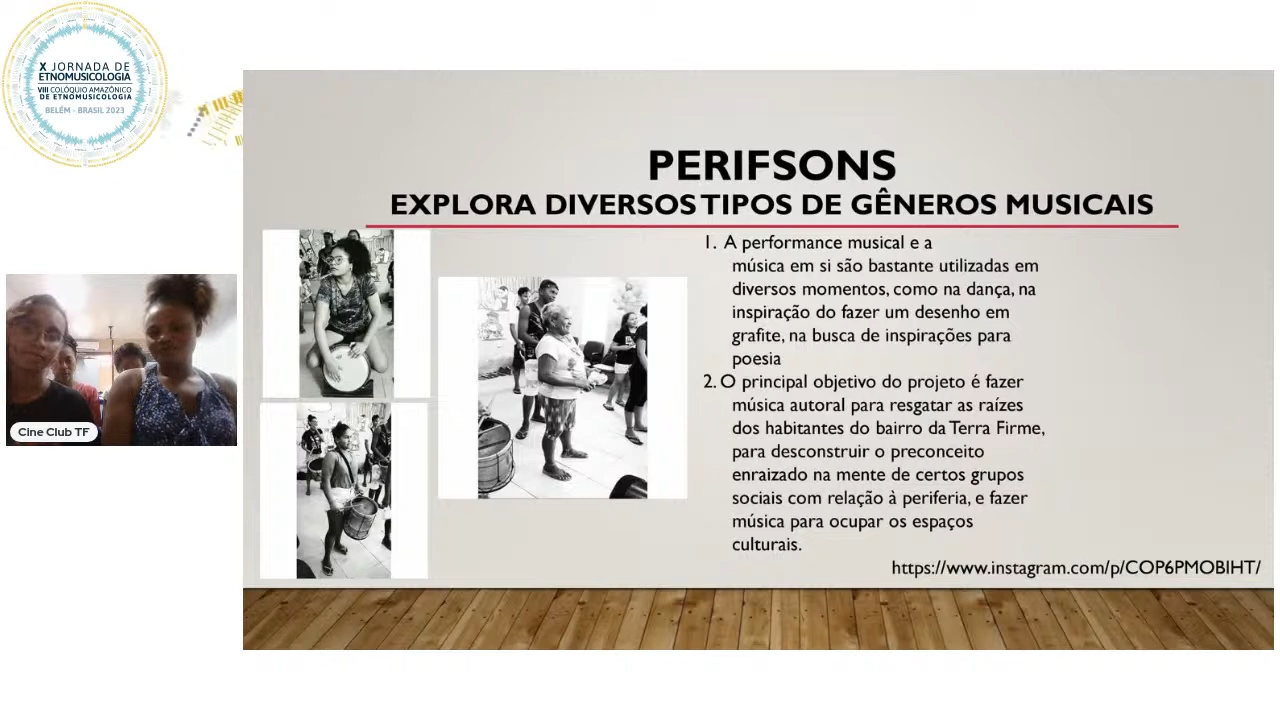 X JORNADA DE
ETNOMUSICOLOGIA
VIII COLÓQUIO AMAZÔNICO
DE ETNOMUSICOLOGIA
BELÉM - BRASIL 2023
PERIFSONS
EXPLORA DIVERSOS TIPOS DE GÊNEROS MUSICAIS
1. A performance musical e a
música em si são bastante utilizadas em
diversos momentos, como na dança, na
inspiração do fazer um desenho em
grafite, na busca de inspirações para
poesia
2. O principal objetivo do projeto é fazer
música autoral para resgatar as raízes
dos habitantes do bairro da Terra Firme,
para desconstruir o preconceito
enraizado na mente de certos grupos
sociais com relação à periferia, e fazer
música para ocupar os espaços
culturais.
https://www.instagram.com/p/COP6PMOBIHT/
Cine Club TF